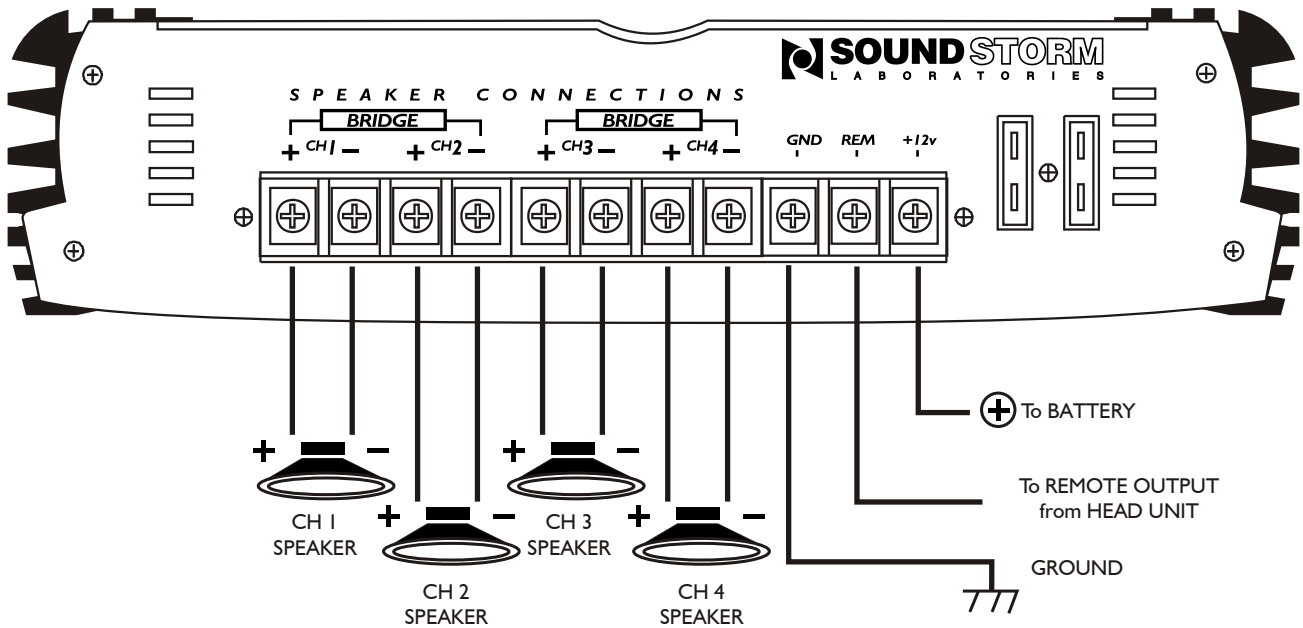 SOUND STORM
LABORATORIES
SPEAKER CONNECTIONS
BRIDGE BRIDGE
+ CH1 − + CH2 − + CH3 − + CH4 − GND REM +12v
+ −
CH 1
SPEAKER
+ −
CH 2
SPEAKER
+ −
CH 3
SPEAKER
+ −
CH 4
SPEAKER
+ To BATTERY
To REMOTE OUTPUT
from HEAD UNIT
GROUND